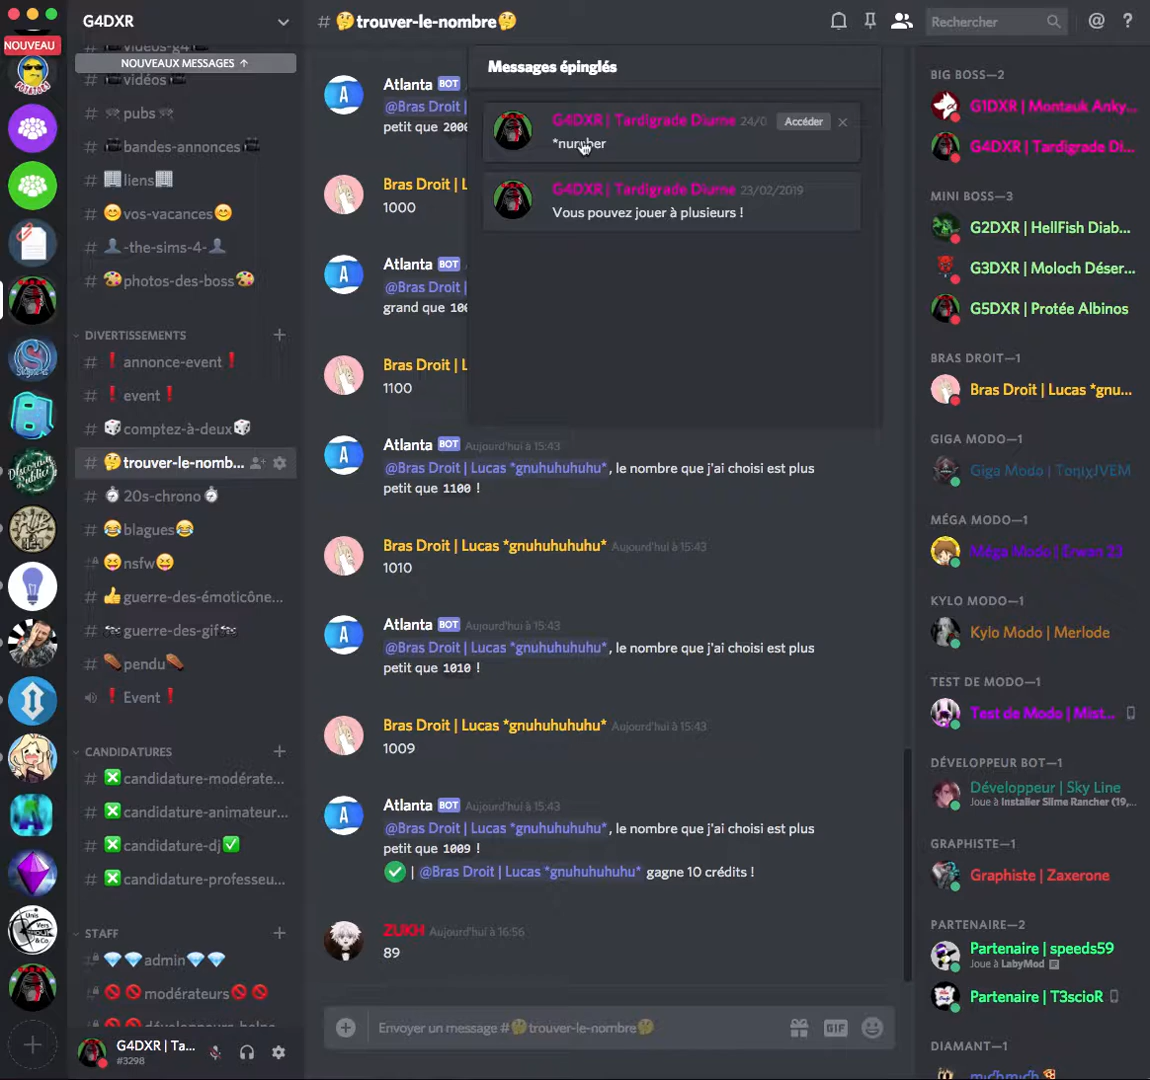 NOUVEAU
G4DXR
vidéos-g4
NOUVEAUX MESSAGES ↑
# vidéos
# pubs
# bandes-annonces
# liens
# 😊vos-vacances😊
# 👤-the-sims-4-👤
# 🎨photos-des-boss🎨
DIVERTISSEMENTS
# ❗ annonce-event ❗
# ❗ event ❗
# 🎲comptez-à-deux🎲
# 🤔trouver-le-nomb...
# ⏱20s-chrono⏱
# 😂blagues😂
😝nsfw😝
# 👍guerre-des-émoticône...
# guerre-des-gif
# ⚰pendu⚰
❗ Event ❗
CANDIDATURES
# ❎candidature-modérate...
# ❎candidature-animateur...
# ❎candidature-dj✅
# ❎candidature-professeu...
STAFF
💎💎admin💎💎
🚫🚫modérateurs🚫🚫
G4DXR | Ta...
#3298
# 🤔trouver-le-nombre🤔
Rechercher
@ ?
Messages épinglés
G4DXR | Tardigrade Diurne 24/0 Accéder ×
*number
G4DXR | Tardigrade Diurne 23/02/2019
Vous pouvez jouer à plusieurs !
Atlanta BOT
@Bras Droit |
petit que 2000
Bras Droit | L
1000
Atlanta BOT
@Bras Droit |
grand que 100
Bras Droit | L
1100
Atlanta BOT Aujourd'hui à 15:43
@Bras Droit | Lucas *gnuhuhuhuhu*, le nombre que j'ai choisi est plus
petit que 1100 !
Bras Droit | Lucas *gnuhuhuhuhu* Aujourd'hui à 15:43
1010
Atlanta BOT Aujourd'hui à 15:43
@Bras Droit | Lucas *gnuhuhuhuhu*, le nombre que j'ai choisi est plus
petit que 1010 !
Bras Droit | Lucas *gnuhuhuhuhu* Aujourd'hui à 15:43
1009
Atlanta BOT Aujourd'hui à 15:43
@Bras Droit | Lucas *gnuhuhuhuhu*, le nombre que j'ai choisi est plus
petit que 1009 !
✅ | @Bras Droit | Lucas *gnuhuhuhuhu* gagne 10 crédits !
ZUKH Aujourd'hui à 16:56
89
Envoyer un message # 🤔trouver-le-nombre🤔
GIF
BIG BOSS—2
G1DXR | Montauk Anky...
G4DXR | Tardigrade Di...
MINI BOSS—3
G2DXR | HellFish Diab...
G3DXR | Moloch Déser...
G5DXR | Protée Albinos
BRAS DROIT—1
Bras Droit | Lucas *gnu...
GIGA MODO—1
Giga Modo | ToηιχJVEM
MÉGA MODO—1
Méga Modo | Erwan 23
KYLO MODO—1
Kylo Modo | Merlode
TEST DE MODO—1
Test de Modo | Mist...
DÉVELOPPEUR BOT—1
Développeur | Sky Line
Joue à Installer Slime Rancher (19,...
GRAPHISTE—1
Graphiste | Zaxerone
PARTENAIRE—2
Partenaire | speeds59
Joue à LabyMod
Partenaire | T3scioR
DIAMANT—1